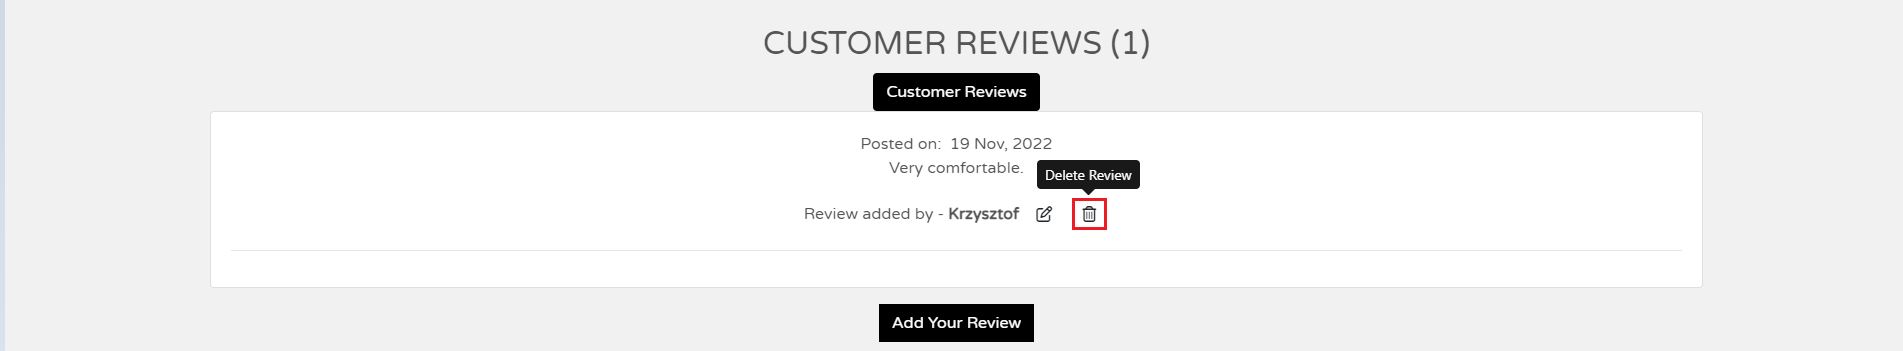 CUSTOMER REVIEWS (1)
Customer Reviews
Posted on: 19 Nov, 2022
Very comfortable.
Delete Review
Review added by - Krzysztof
Add Your Review